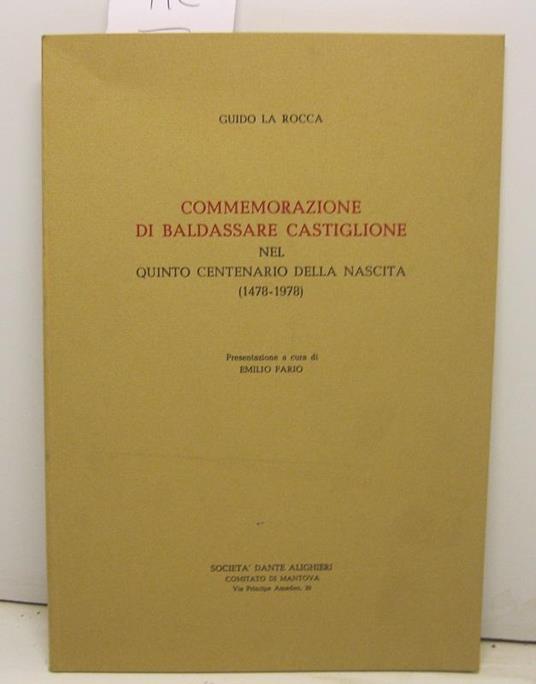 GUIDO LA ROCCA
COMMEMORAZIONE
DI BALDASSARE CASTIGLIONE
NEL
QUINTO CENTENARIO DELLA NASCITA
(1478-1978)
Presentazione a cura di
EMILIO FARIO
SOCIETA' DANTE ALIGHIERI
COMITATO DI MANTOVA
Via Principe Amedeo,